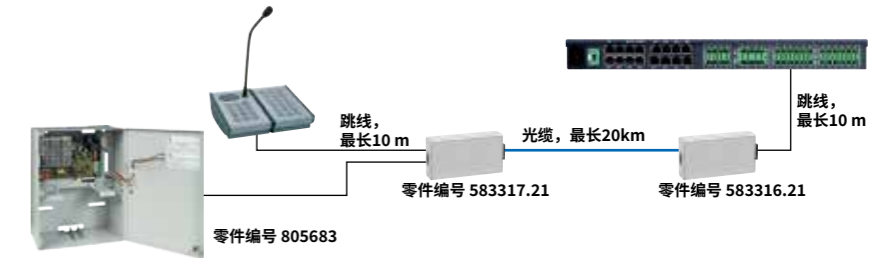 跳线，
最长10 m
跳线，
最长10 m
光缆，最长20km
零件编号 583317.21
零件编号 583316.21
零件编号 805683